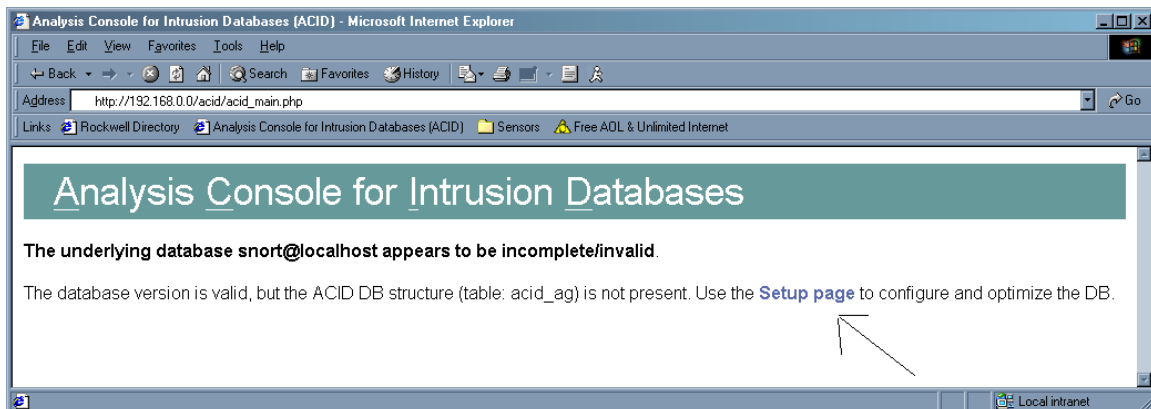 Analysis Console for Intrusion Databases (ACID) - Microsoft Internet Explorer
File Edit View Favorites Tools Help
Back Search Favorites History
Address http://192.168.0.0/acid/acid_main.php Go
Links Rockwell Directory Analysis Console for Intrusion Databases (ACID) Sensors Free AOL & Unlimited Internet
Analysis Console for Intrusion Databases
The underlying database snort@localhost appears to be incomplete/invalid.
The database version is valid, but the ACID DB structure (table: acid_ag) is not present. Use the Setup page to configure and optimize the DB.
Local intranet